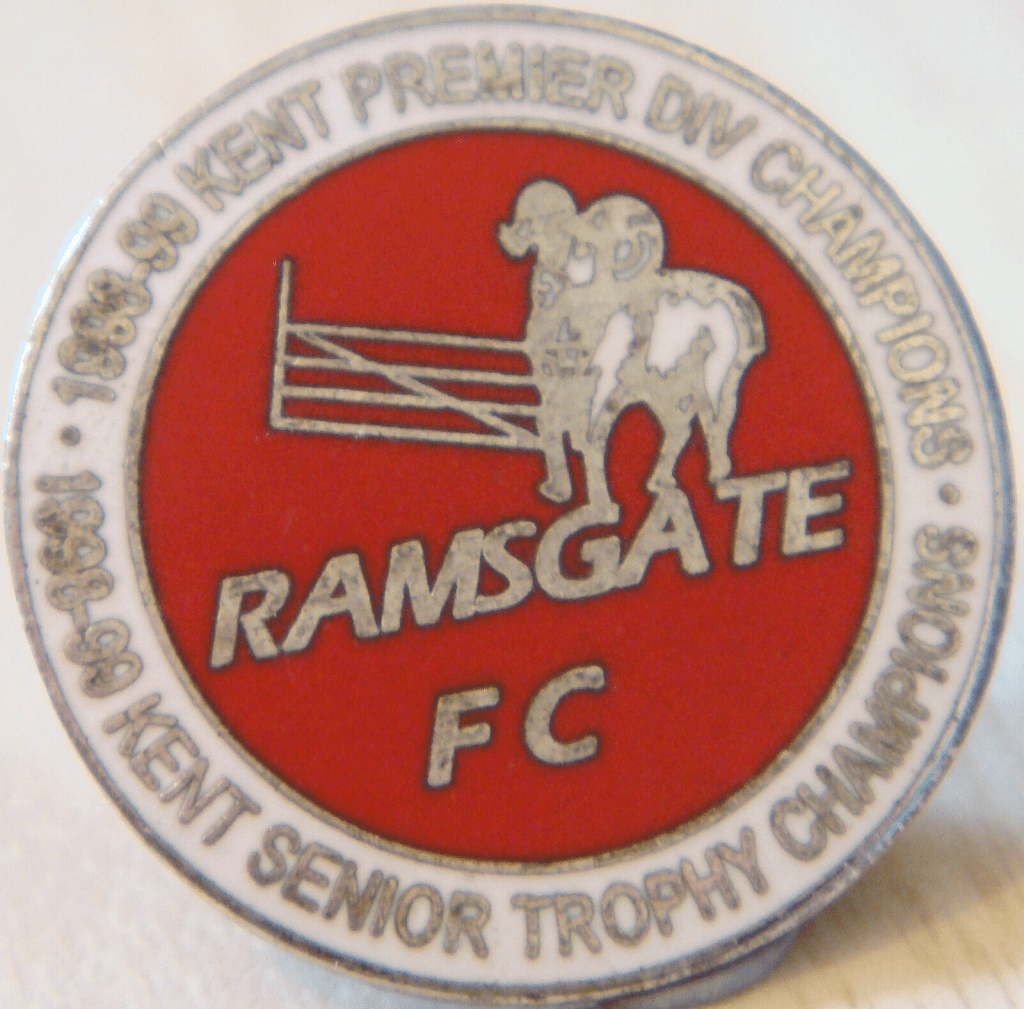 1998-99 KENT PREMIER DIV CHAMPIONS
RAMSGATE
FC
1998-99 KENT SENIOR TROPHY CHAMPIONS